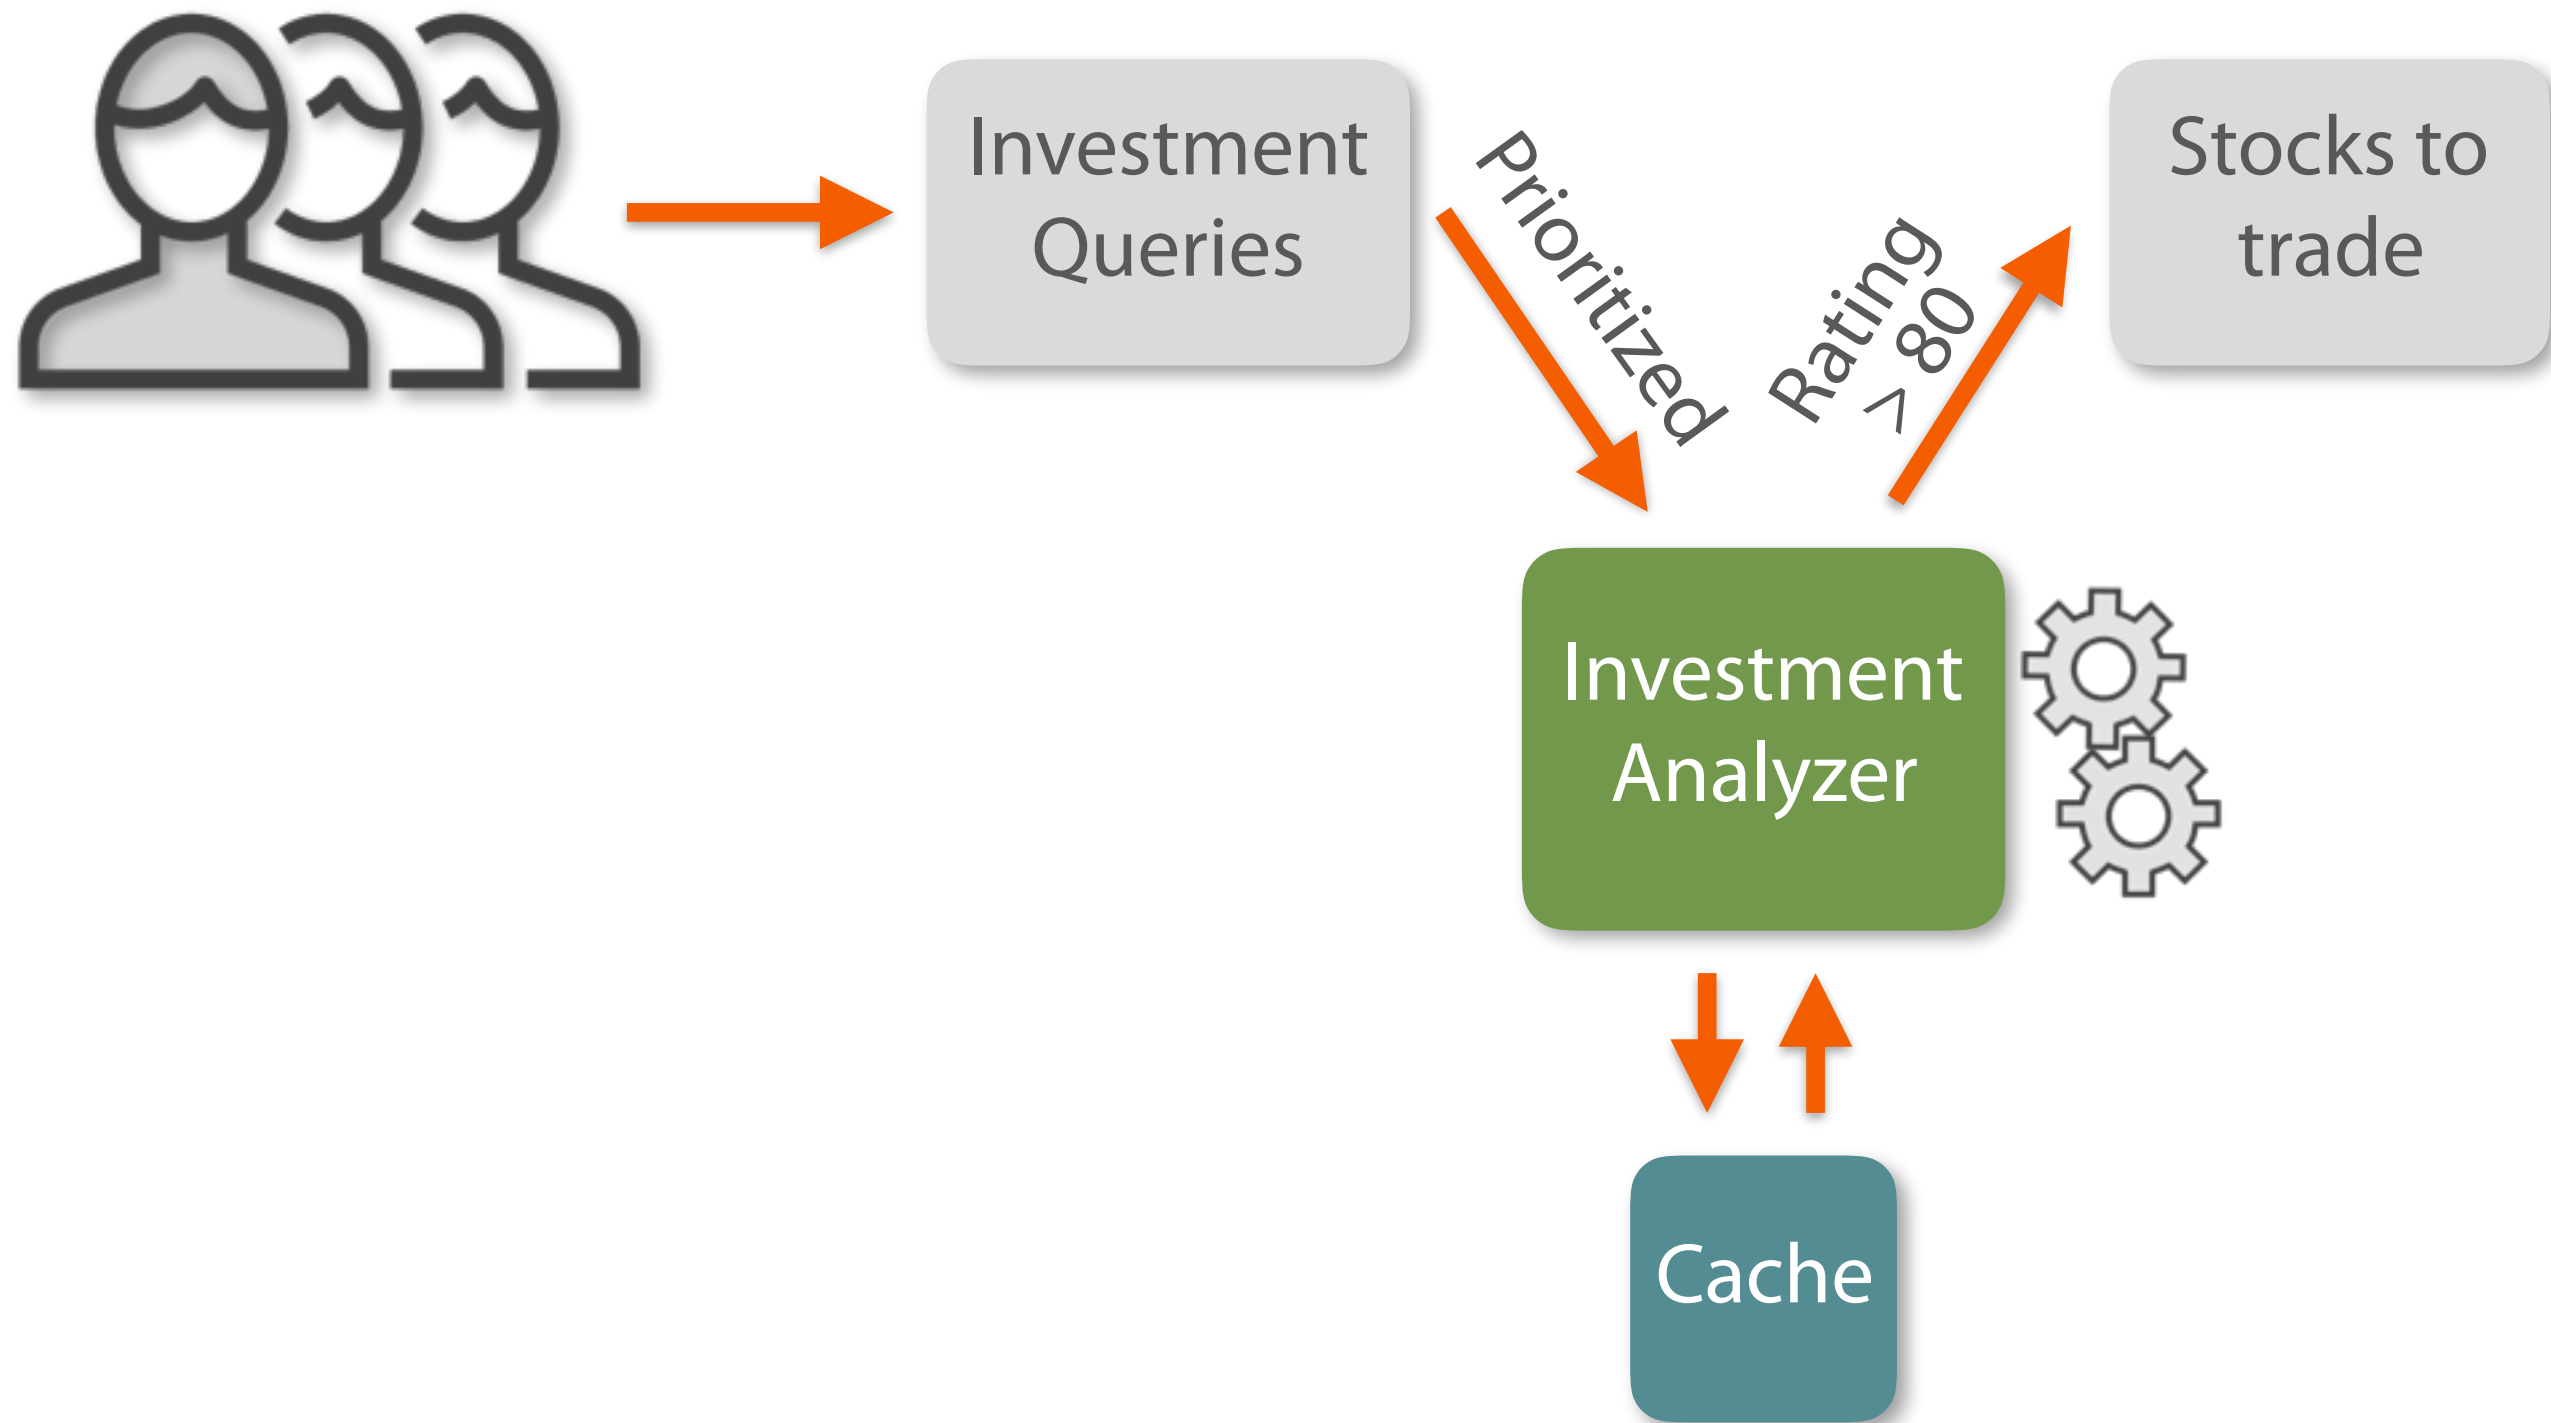 Investment
Queries
Prioritized
Rating
> 80
Stocks to
trade
Investment
Analyzer
Cache